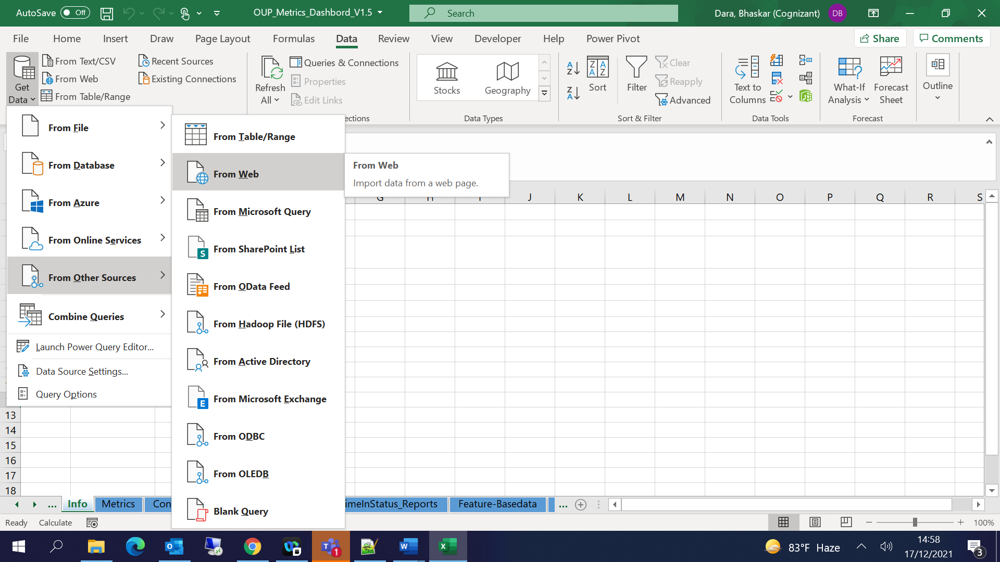 AutoSave Off
OUP_Metrics_Dashbord_V1.5
Search
Dara, Bhaskar (Cognizant)
DB
File Home Insert Draw Page Layout Formulas Data Review View Developer Help Power Pivot
Share
Comments
Get Data
From Text/CSV
From Web
From Table/Range
Recent Sources
Existing Connections
Refresh All
Queries & Connections
Properties
Edit Links
ections
Stocks
Geography
Data Types
Sort
Filter
Clear
Reapply
Advanced
Sort & Filter
Text to Columns
Data Tools
What-If Analysis
Forecast Sheet
Forecast
Outline
From File
From Database
From Azure
From Online Services
From Other Sources
Combine Queries
Launch Power Query Editor...
Data Source Settings...
Query Options
From Table/Range
From Web
From Microsoft Query
From SharePoint List
From OData Feed
From Hadoop File (HDFS)
From Active Directory
From Microsoft Exchange
From ODBC
From OLEDB
Blank Query
From Web
Import data from a web page.
G H I J K L M N O P Q R S
13
14
15
16
17
18
... Info Metrics Con imeInStatus_Reports Feature-Basedata ...
Ready Calculate
100%
83°F Haze
14:58
17/12/2021
1
3